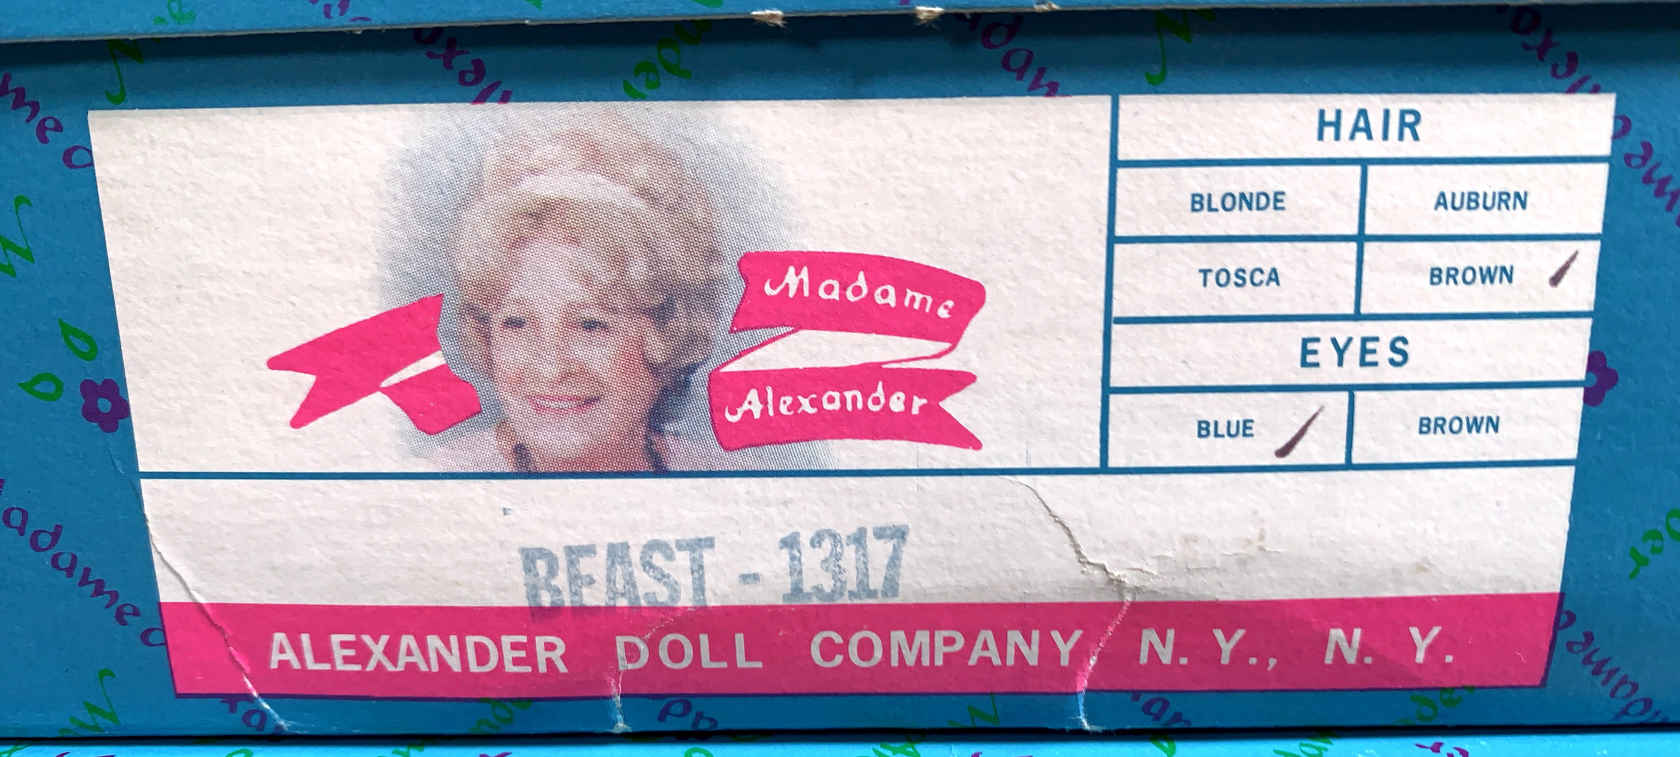 Madame
Alexander
HAIR
BLONDE AUBURN
TOSCA BROWN
EYES
BLUE BROWN
BEAST - 1317
ALEXANDER DOLL COMPANY N. Y., N. Y.